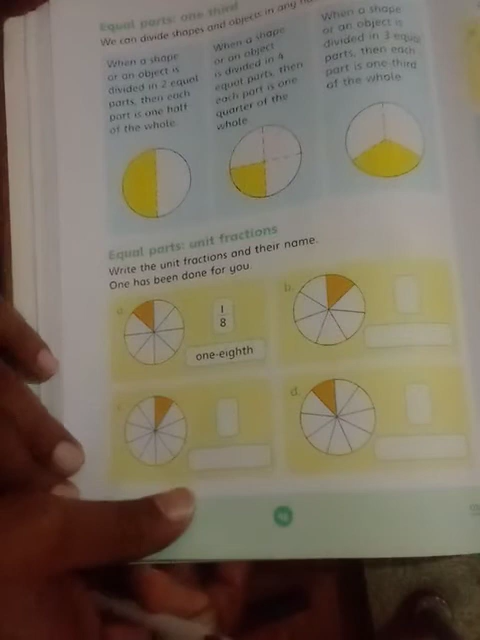 Equal parts: one third
We can divide shapes and objects in any
When a shape
or an object is
divided in 2 equal
parts, then each
part is one half
of the whole.
When a shape
or an object
is divided in 4
equal parts, then
each part is one
quarter of the
whole
When a shape
or an object is
divided in 3 equal
parts, then each
part is one third
of the whole
Equal parts: unit fractions
Write the unit fractions and their name.
One has been done for you.
a.
1
8
one-eighth
b.
c.
d.